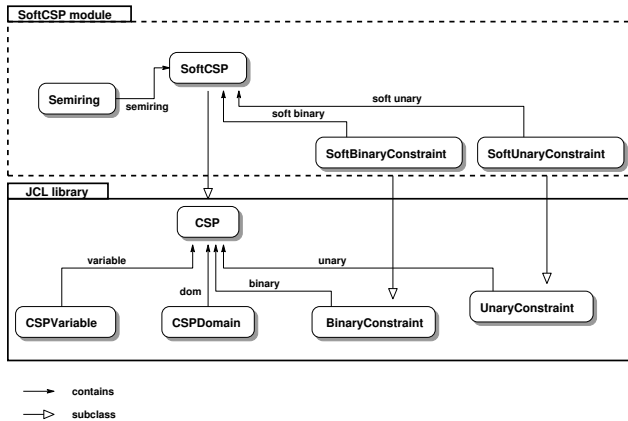 SoftCSP module
SoftCSP
Semiring
semiring
soft unary
soft binary
SoftBinaryConstraint
SoftUnaryConstraint
JCL library
CSP
variable
unary
dom
binary
CSPVariable
CSPDomain
BinaryConstraint
UnaryConstraint
contains
subclass